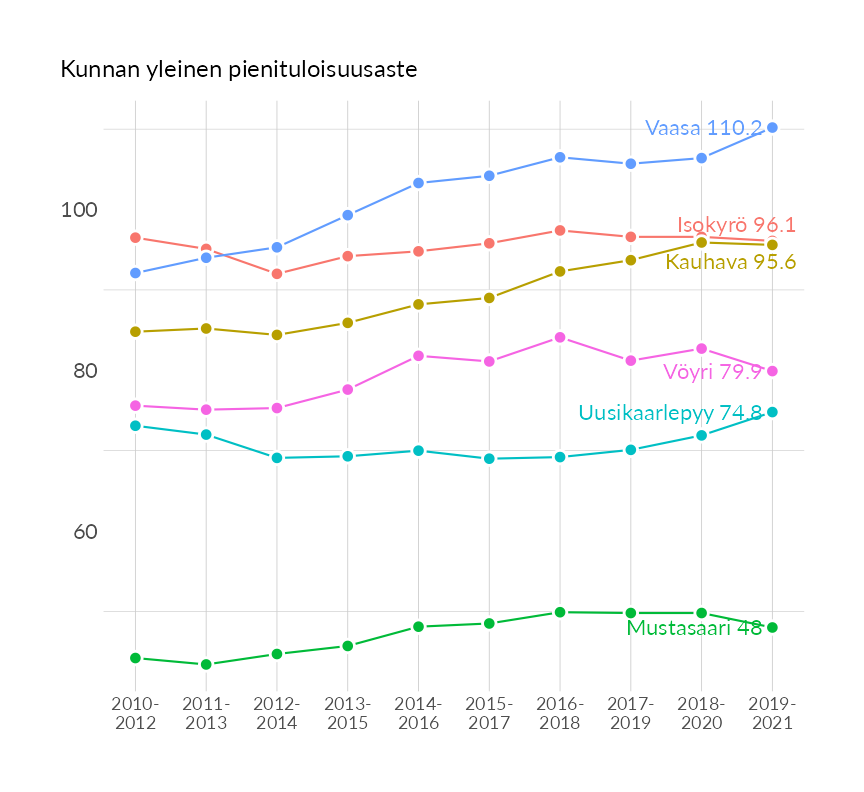 Kunnan yleinen pienituloisuusaste
Vaasa 110.2
100
Isokyrö 96.1
Kauhava 95.6
80
Vöyri 79.9
Uusikaarlepyy 74.8
60
Mustasaari 48
2010- 2011- 2012- 2013- 2014- 2015- 2016- 2017- 2018- 2019-
2012 2013 2014 2015 2016 2017 2018 2019 2020 2021